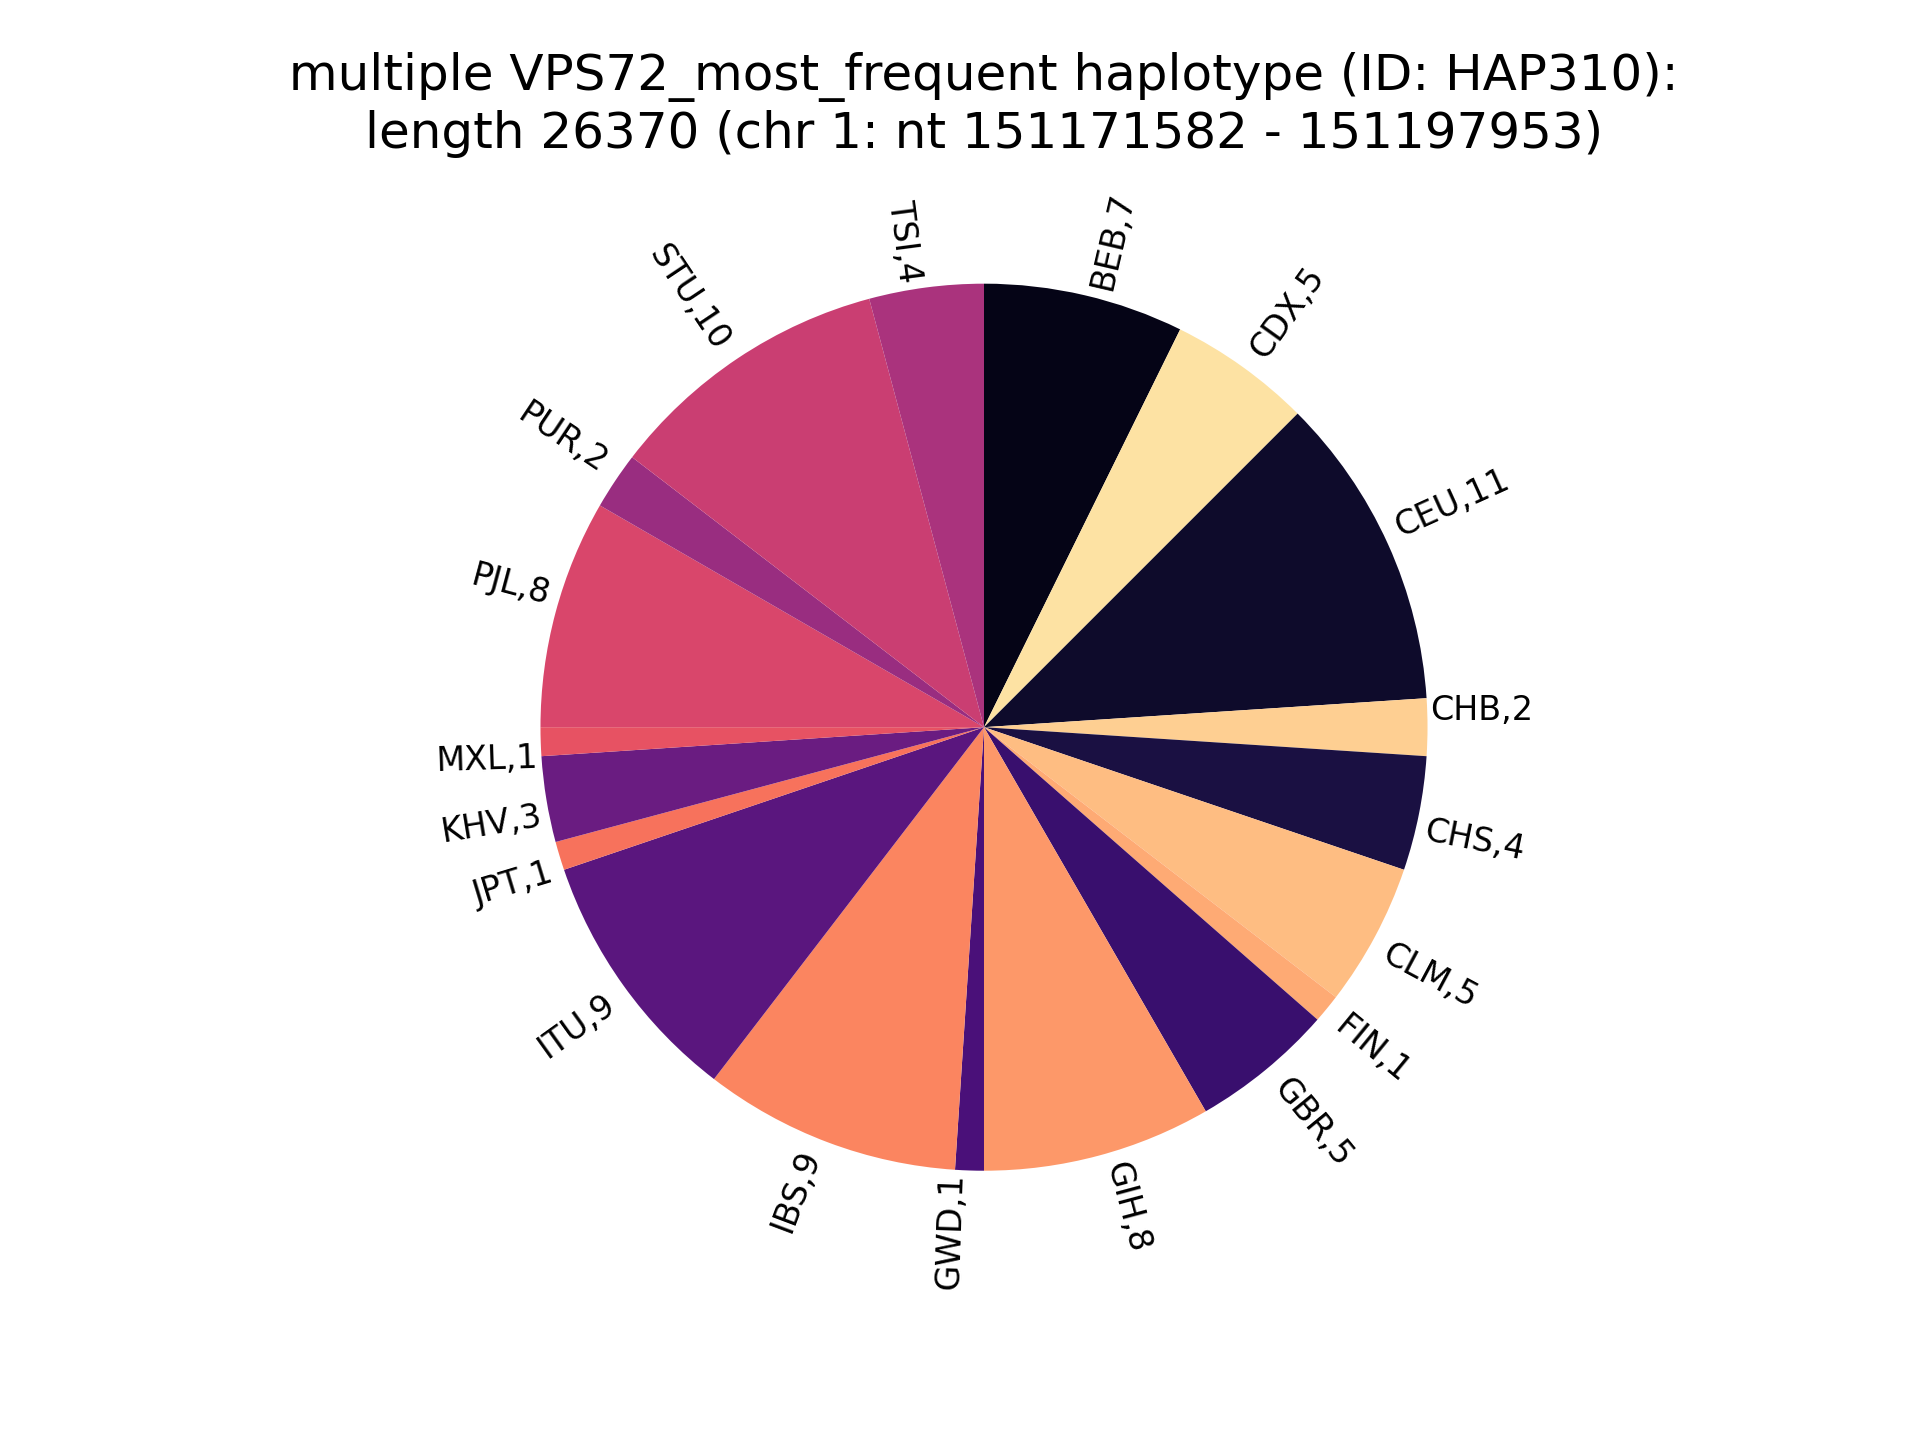 multiple VPS72_most_frequent haplotype (ID: HAP310):
length 26370 (chr 1: nt 151171582 - 151197953)
BEB,7
CDX,5
CEU,11
CHB,2
CHS,4
CLM,5
FIN,1
GBR,5
GIH,8
GWD,1
IBS,9
ITU,9
JPT,1
KHV,3
MXL,1
PJL,8
PUR,2
STU,10
TSI,4